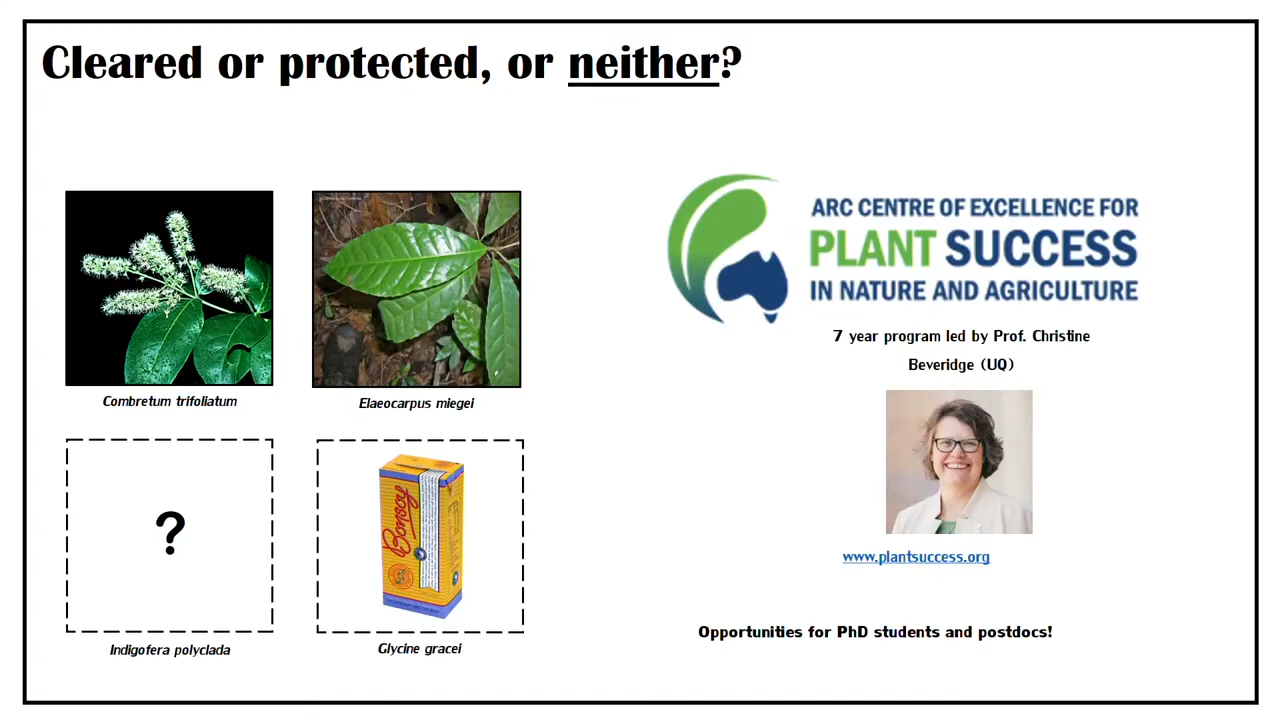 Cleared or protected, or neither?
Combretum trifoliatum
Elaeocarpus miegei
?
Bonsoy
Indigofera polyclada
Glycine gracei
ARC CENTRE OF EXCELLENCE FOR
PLANT SUCCESS
IN NATURE AND AGRICULTURE
7 year program led by Prof. Christine
Beveridge (UQ)
www.plantsuccess.org
Opportunities for PhD students and postdocs!